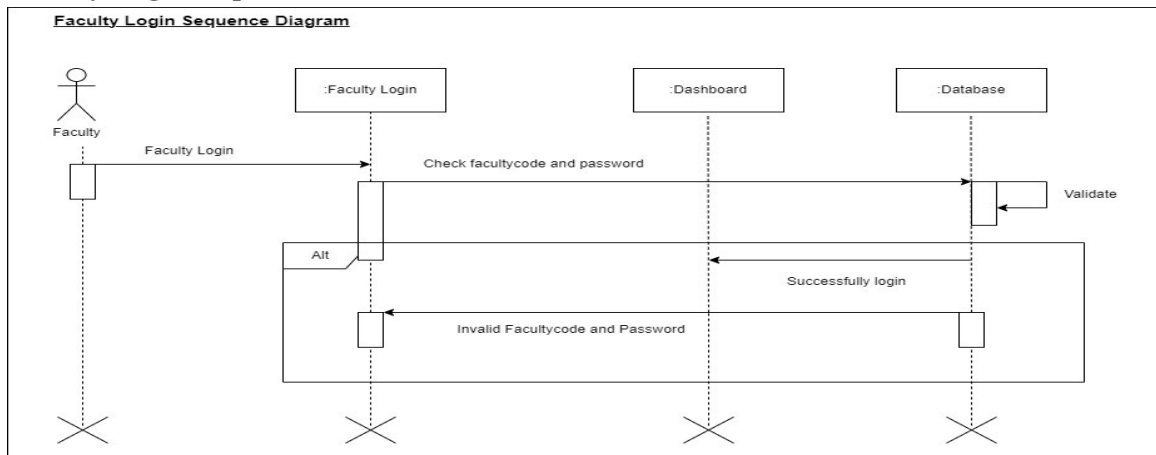 Faculty Login Sequence Diagram
:Faculty Login
:Dashboard
:Database
Faculty
Faculty Login
Check facultycode and password
Validate
Alt
Successfully login
Invalid Facultycode and Password